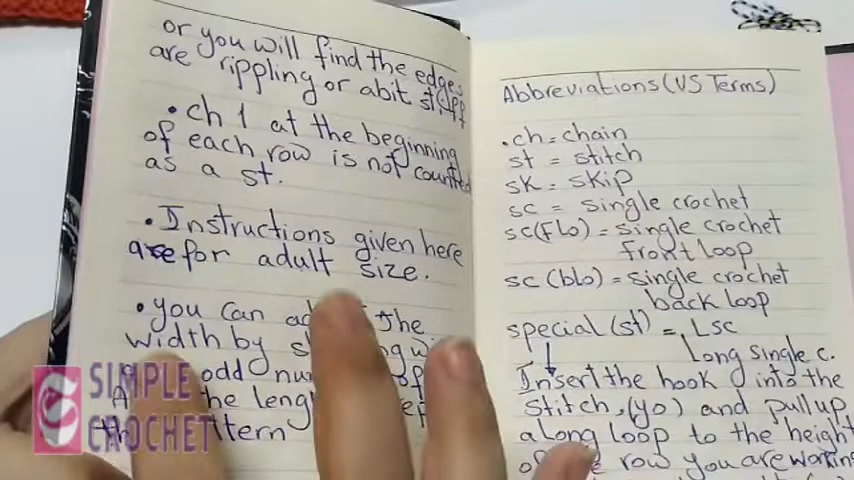 or you will find the edges
are rippling or abit stiff
• ch 1 at the beginning
of each row is not counted
as a st.
• Instructions given here
are for adult size.
• you can the
width by
odd
the
pattern
Abbreviations (US Terms)
• ch = chain
st = stitch
sk = skip
sc = single crochet
sc (Flo) = single crochet
front loop
sc (blo) = single crochet
back loop
special (st) = Lsc
Long single c.
Insert the hook into the
stitch, (yo) and pull up,
a long loop to the height
of the row you are working
SIMPLE
CROCHET